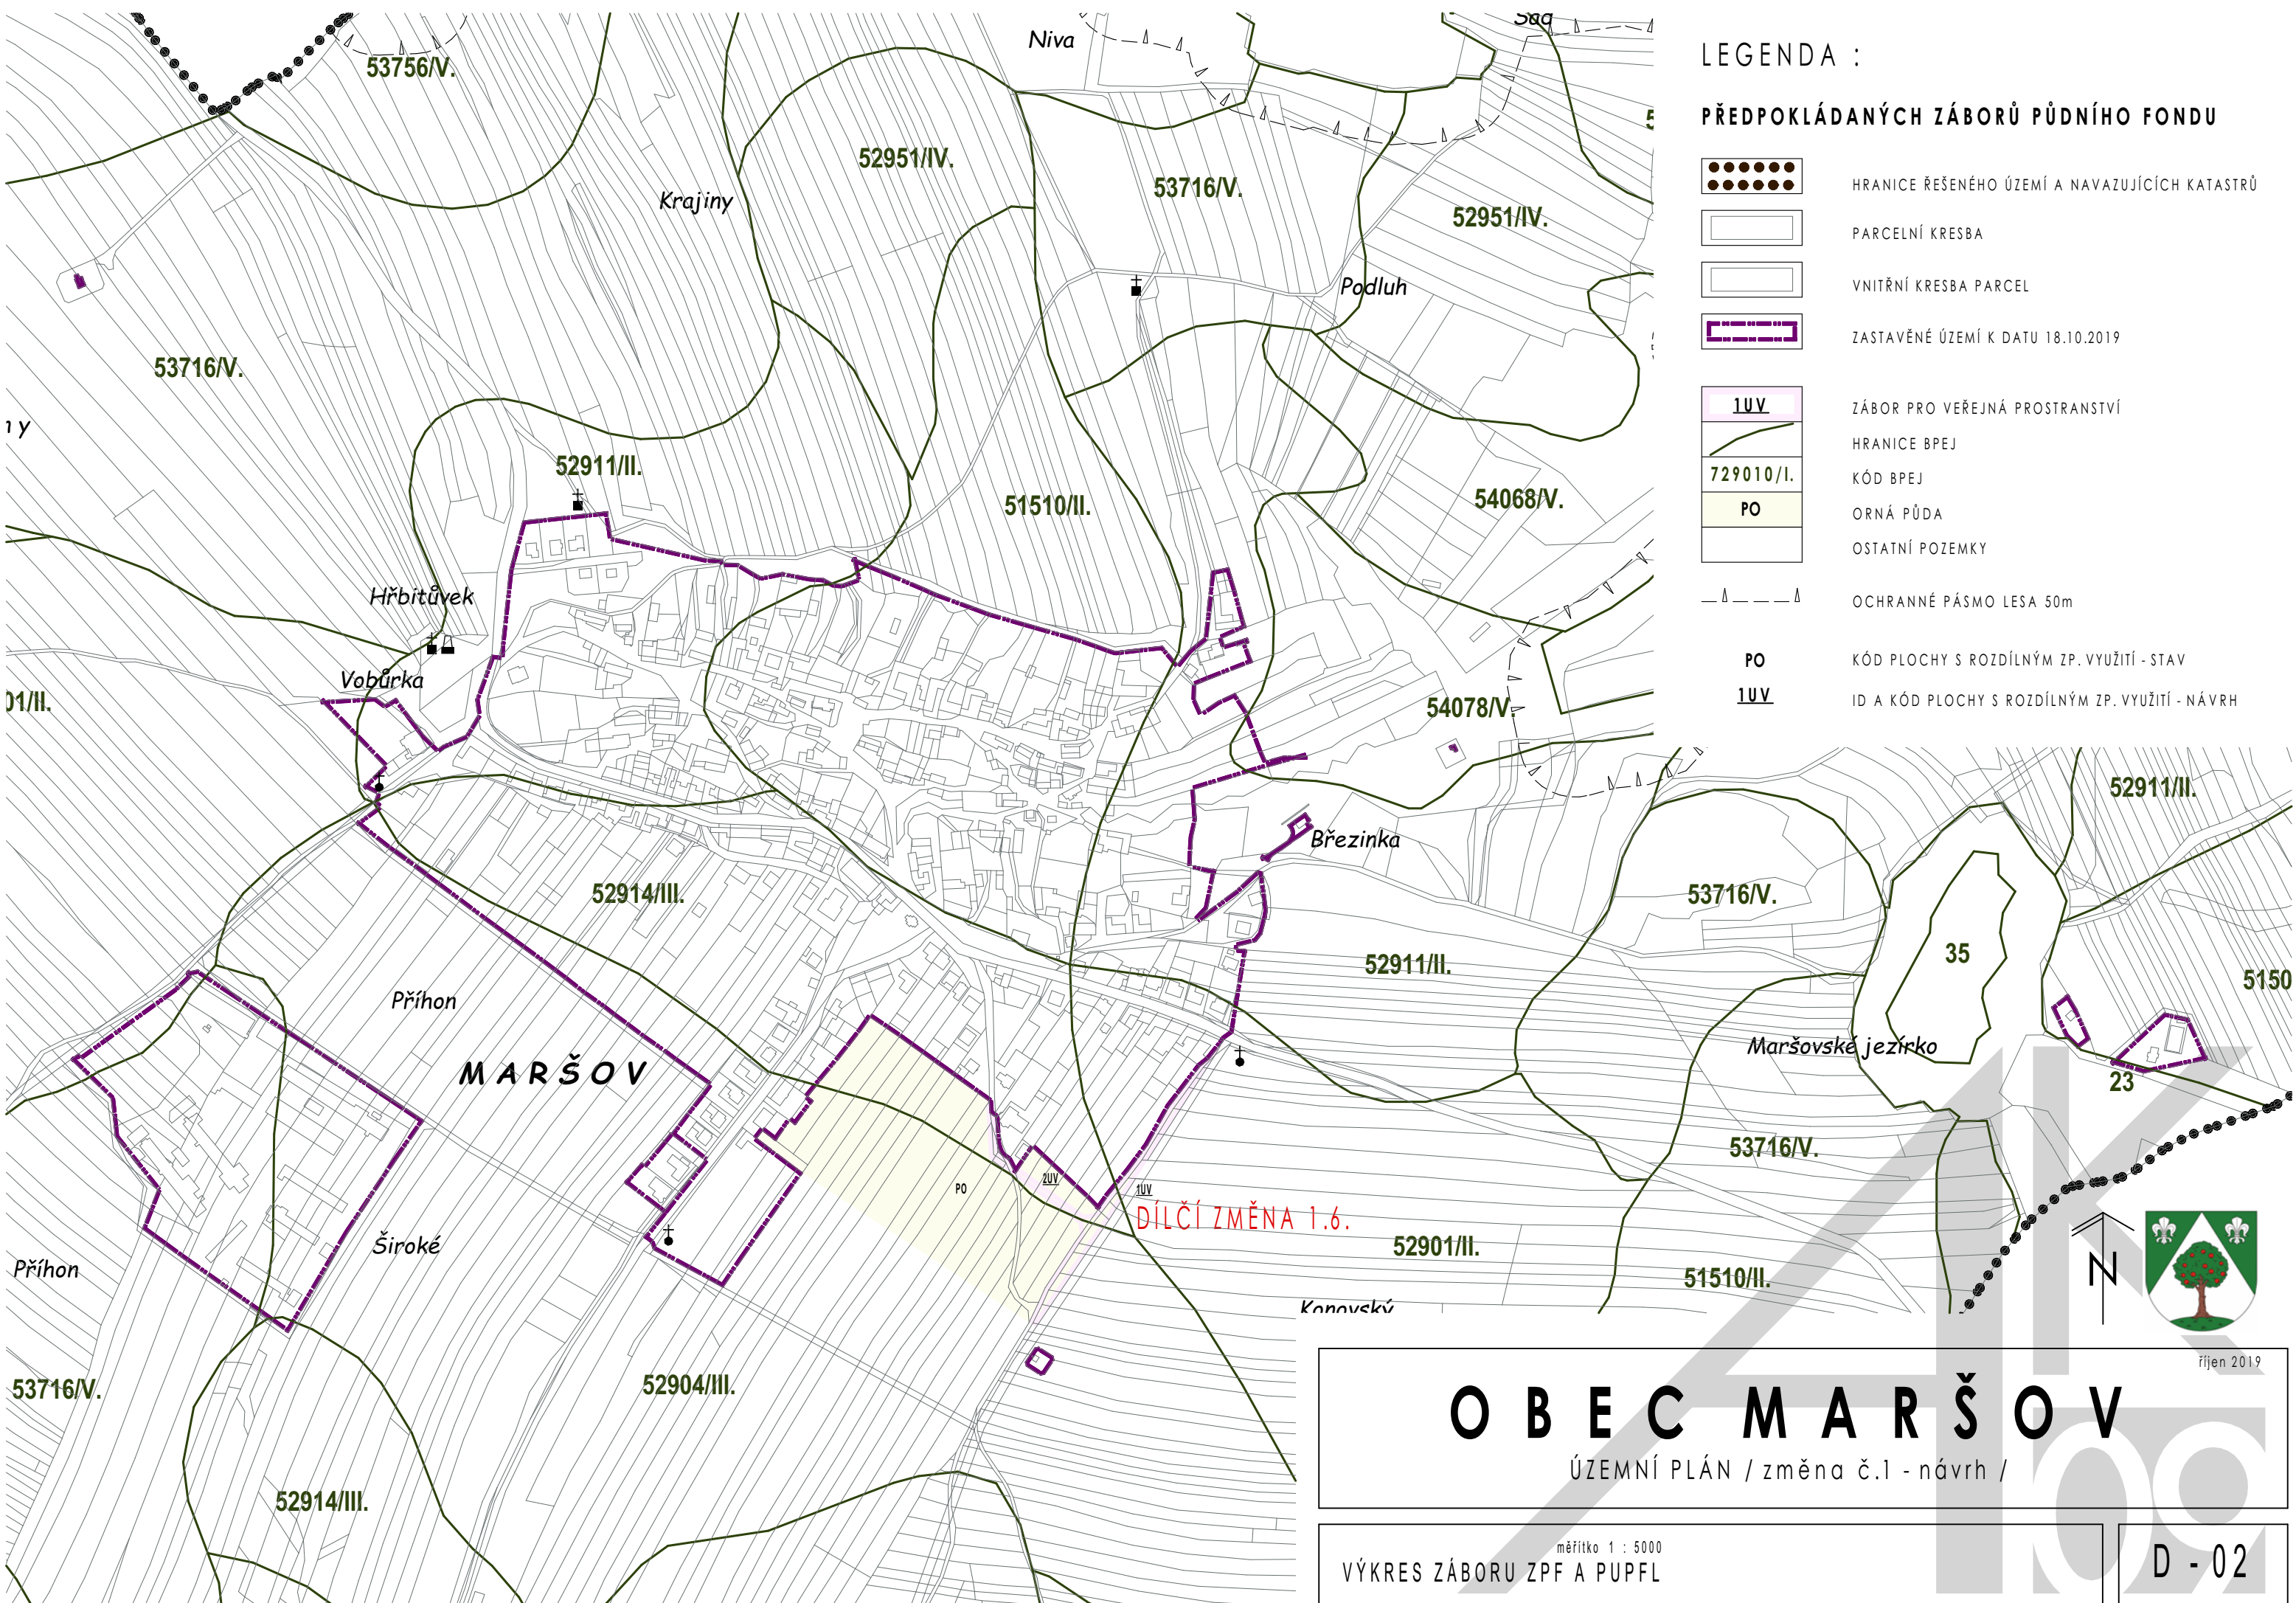 53756/V.
Niva
Sad
52951/IV.
53716/V.
Krajiny
52951/IV.
Podluh
53716/V.
52911/II.
51510/II.
54068/V.
Hřbitůvek
Vobůrka
01/II.
54078/V.
Březinka
52911/II.
52914/III.
53716/V.
35
52911/II.
5150
Příhon
MARŠOV
Maršovské jezírko
23
53716/V.
PO
2UV
1UV
DÍLČÍ ZMĚNA 1.6.
Široké
52901/II.
51510/II.
Příhon
Konovský
53716/V.
52904/III.
52914/III.
LEGENDA :
PŘEDPOKLÁDANÝCH ZÁBORŮ PŮDNÍHO FONDU
HRANICE ŘEŠENÉHO ÚZEMÍ A NAVAZUJÍCÍCH KATASTRŮ
PARCELNÍ KRESBA
VNITŘNÍ KRESBA PARCEL
ZASTAVĚNÉ ÚZEMÍ K DATU 18.10.2019
1UV ZÁBOR PRO VEŘEJNÁ PROSTRANSTVÍ
HRANICE BPEJ
729010/I. KÓD BPEJ
PO ORNÁ PŮDA
OSTATNÍ POZEMKY
OCHRANNÉ PÁSMO LESA 50m
PO KÓD PLOCHY S ROZDÍLNÝM ZP. VYUŽITÍ - STAV
1UV ID A KÓD PLOCHY S ROZDÍLNÝM ZP. VYUŽITÍ - NÁVRH
N
říjen 2019
OBEC MARŠOV
ÚZEMNÍ PLÁN / změna č.1 - návrh /
měřítko 1 : 5000
VÝKRES ZÁBORU ZPF A PUPFL
D - 02